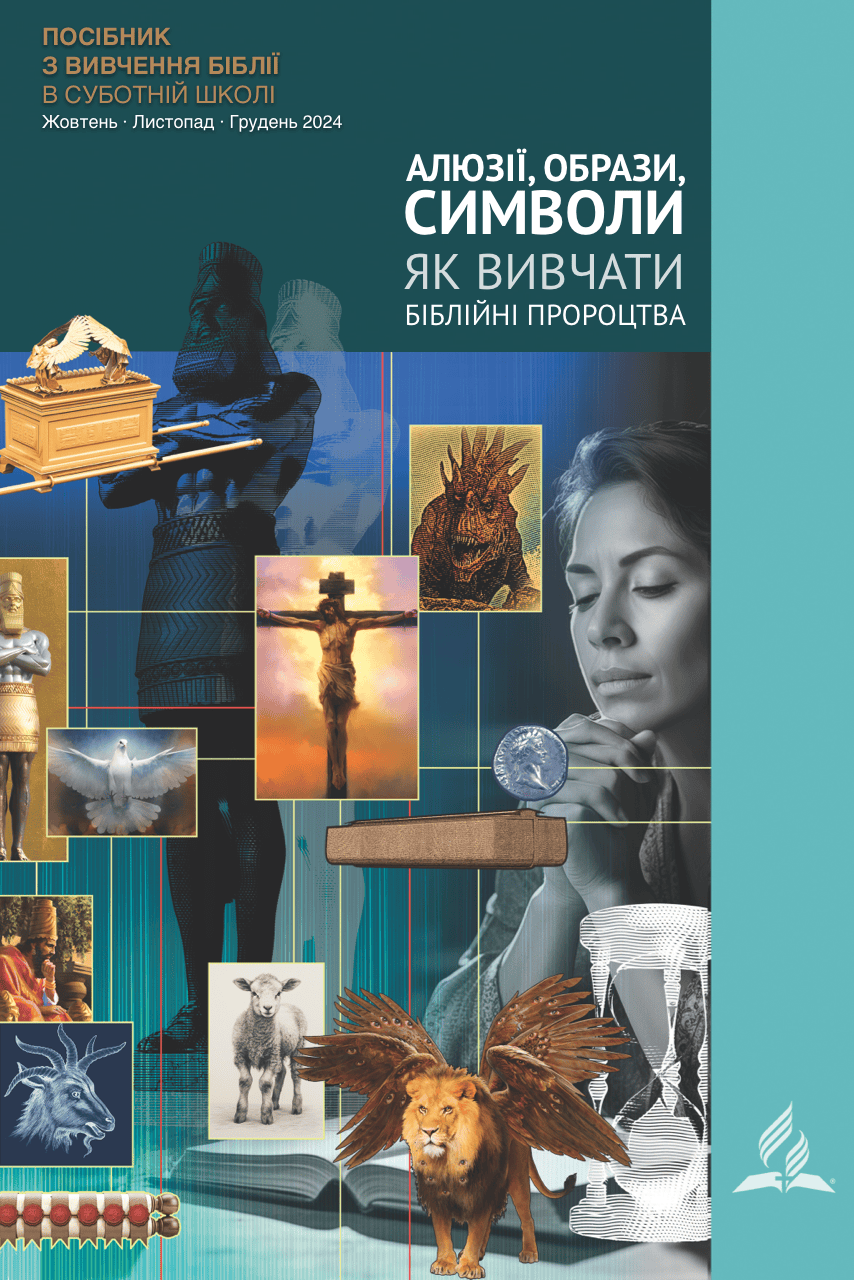 ПОСІБНИК
З ВИВЧЕННЯ БІБЛІЇ
В СУБОТНІЙ ШКОЛІ
Жовтень · Листопад · Грудень 2024
АЛЮЗІЇ, ОБРАЗИ,
СИМВОЛИ
ЯК ВИВЧАТИ
БІБЛІЙНІ ПРОРОЦТВА